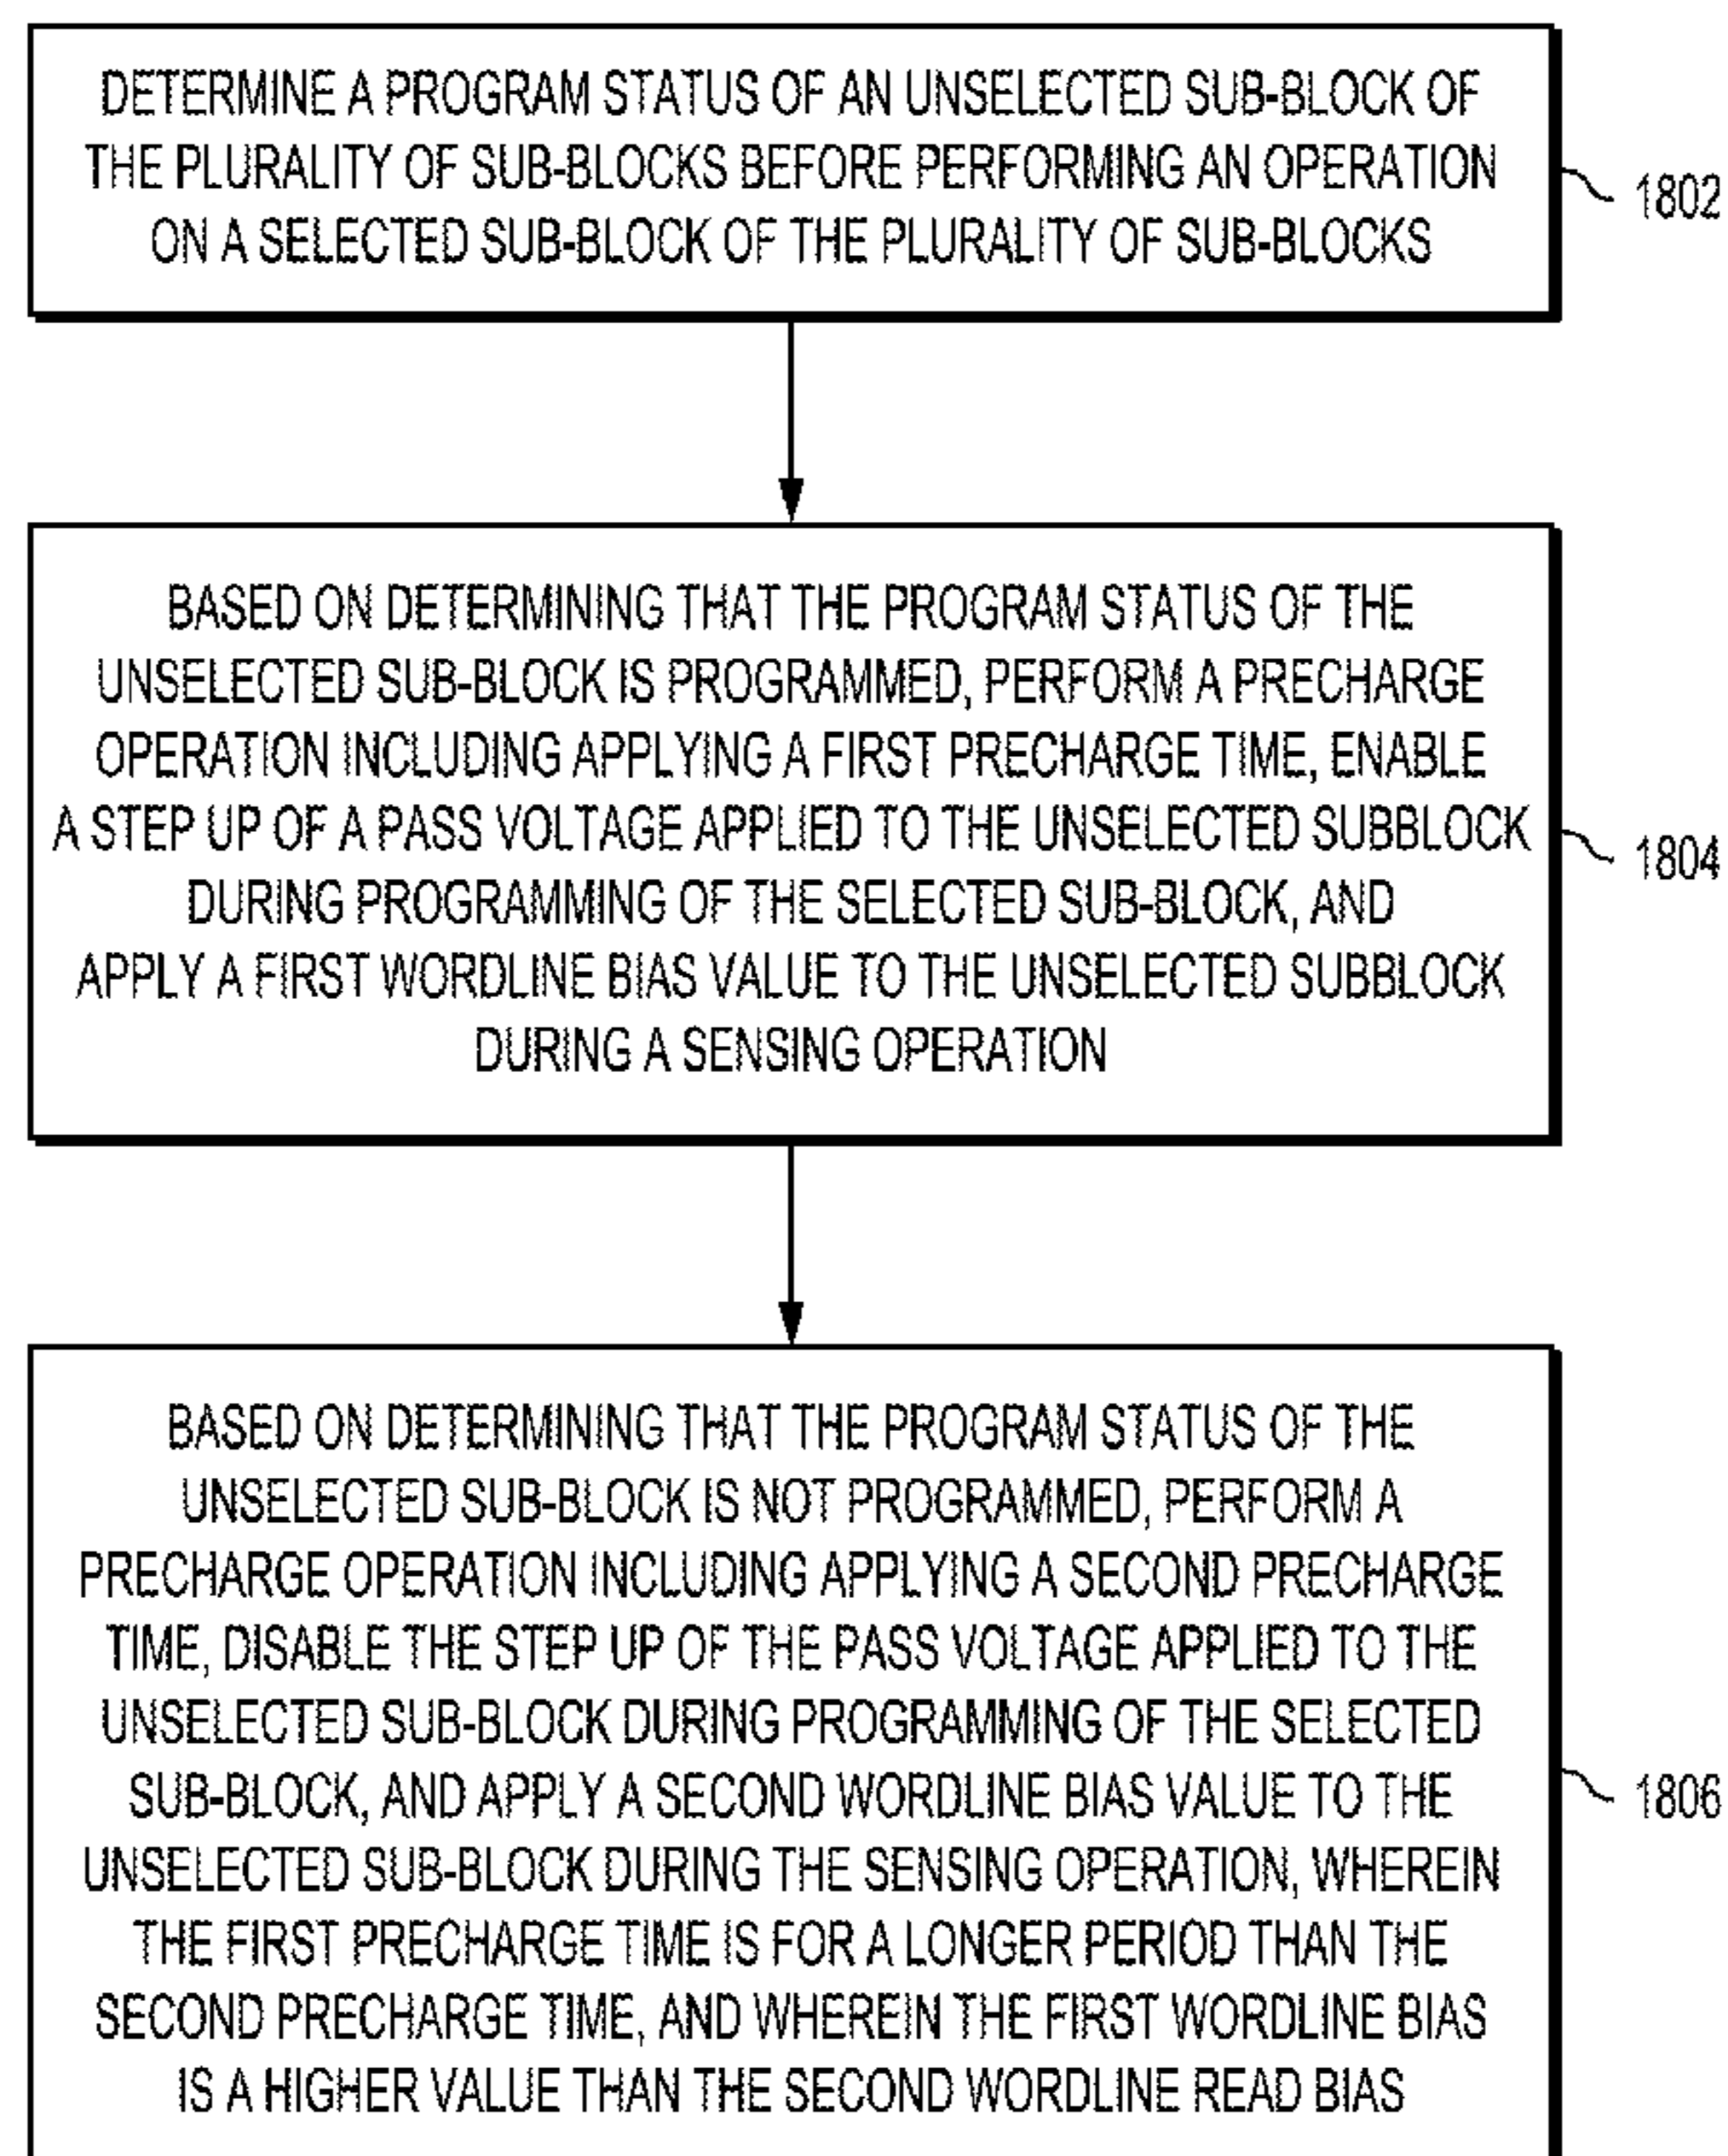 DETERMINE A PROGRAM STATUS OF AN UNSELECTED SUB-BLOCK OF
THE PLURALITY OF SUB-BLOCKS BEFORE PERFORMING AN OPERATION
ON A SELECTED SUB-BLOCK OF THE PLURALITY OF SUB-BLOCKS
1802
BASED ON DETERMINING THAT THE PROGRAM STATUS OF THE
UNSELECTED SUB-BLOCK IS PROGRAMMED, PERFORM A PRECHARGE
OPERATION INCLUDING APPLYING A FIRST PRECHARGE TIME, ENABLE
A STEP UP OF A PASS VOLTAGE APPLIED TO THE UNSELECTED SUBBLOCK
DURING PROGRAMMING OF THE SELECTED SUB-BLOCK, AND
APPLY A FIRST WORDLINE BIAS VALUE TO THE UNSELECTED SUBBLOCK
DURING A SENSING OPERATION
1804
BASED ON DETERMINING THAT THE PROGRAM STATUS OF THE
UNSELECTED SUB-BLOCK IS NOT PROGRAMMED, PERFORM A
PRECHARGE OPERATION INCLUDING APPLYING A SECOND PRECHARGE
TIME, DISABLE THE STEP UP OF THE PASS VOLTAGE APPLIED TO THE
UNSELECTED SUB-BLOCK DURING PROGRAMMING OF THE SELECTED
SUB-BLOCK, AND APPLY A SECOND WORDLINE BIAS VALUE TO THE
UNSELECTED SUB-BLOCK DURING THE SENSING OPERATION, WHEREIN
THE FIRST PRECHARGE TIME IS FOR A LONGER PERIOD THAN THE
SECOND PRECHARGE TIME, AND WHEREIN THE FIRST WORDLINE BIAS
IS A HIGHER VALUE THAN THE SECOND WORDLINE READ BIAS
1806